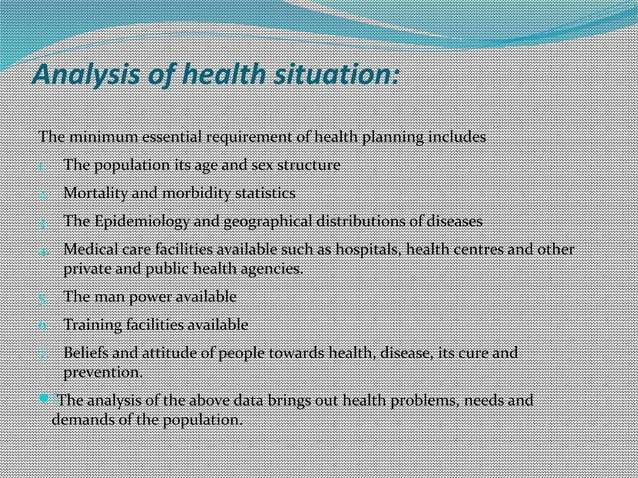 Analysis of health situation:
The minimum essential requirement of health planning includes
1. The population its age and sex structure
2. Mortality and morbidity statistics
3. The Epidemiology and geographical distributions of diseases
4. Medical care facilities available such as hospitals, health centres and other
private and public health agencies.
5. The man power available
6. Training facilities available
7. Beliefs and attitude of people towards health, disease, its cure and
prevention.
The analysis of the above data brings out health problems, needs and
demands of the population.